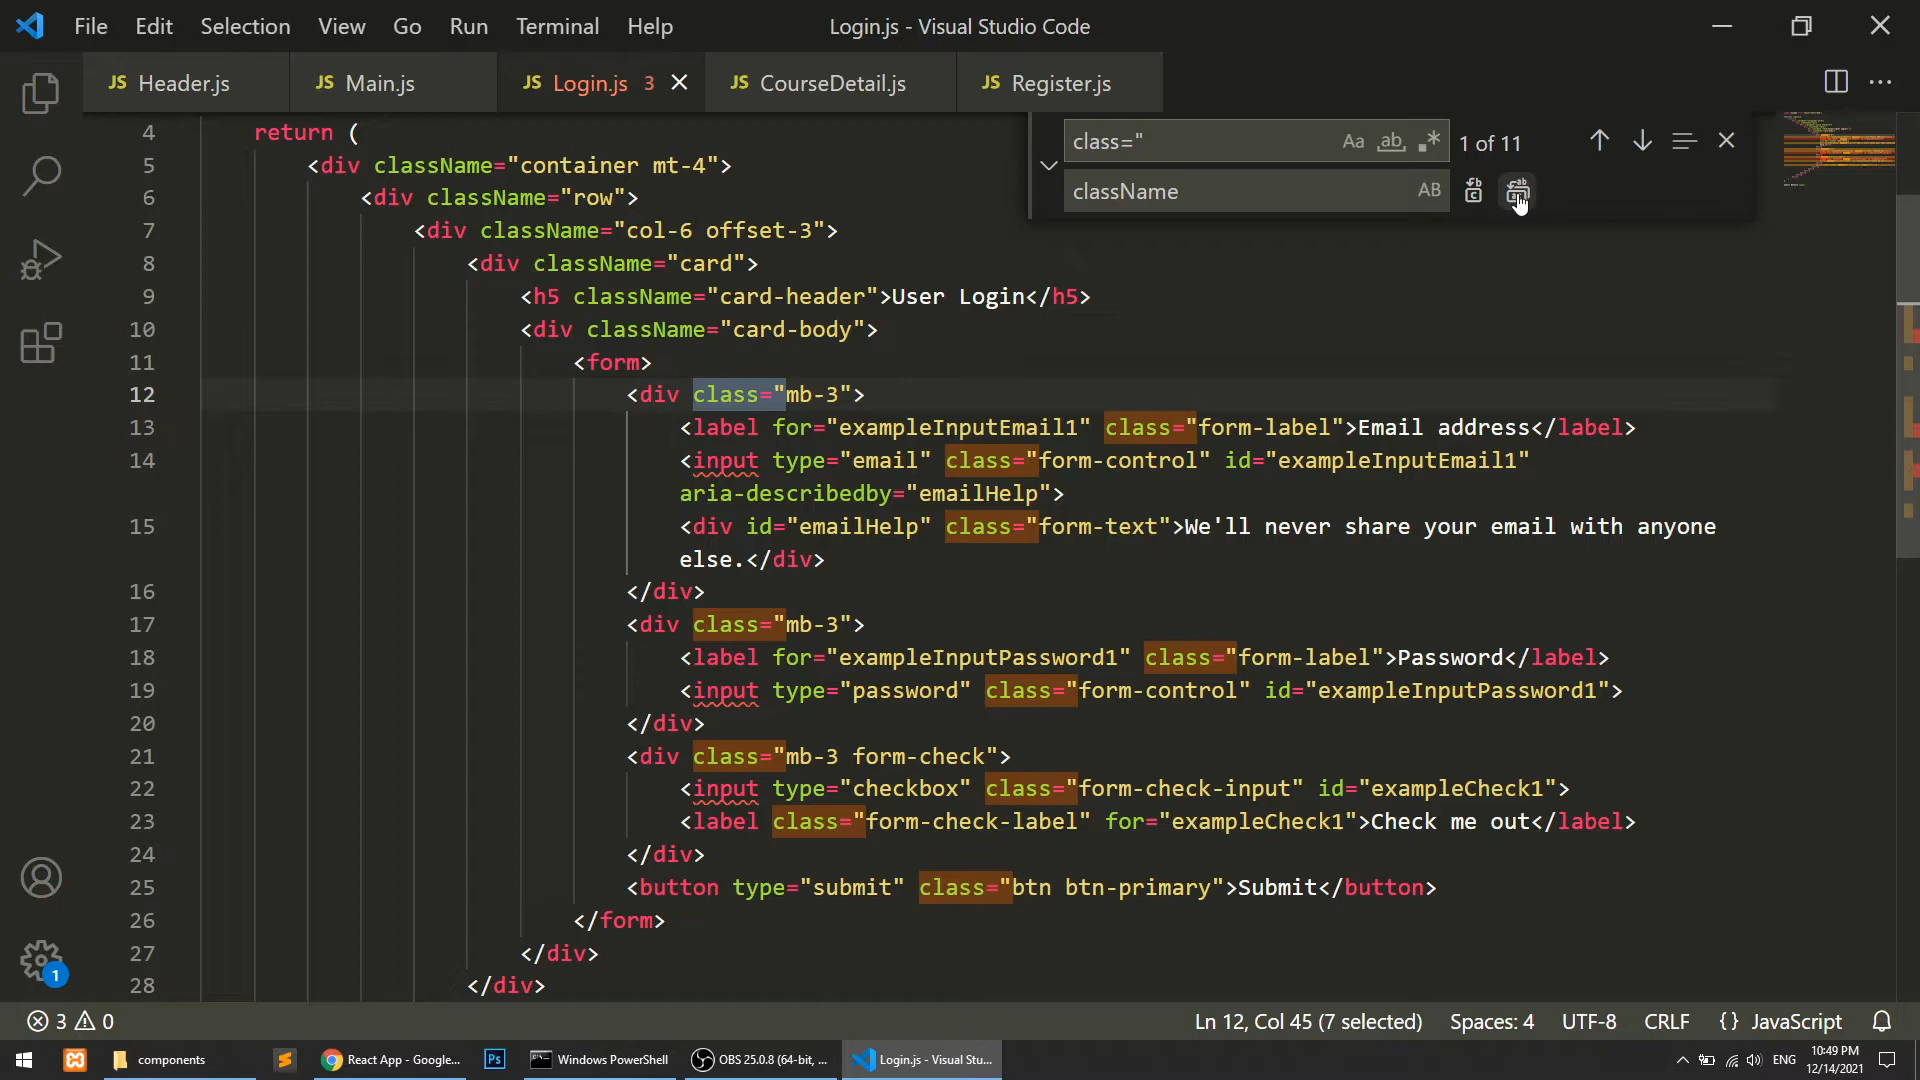 File Edit Selection View Go Run Terminal Help
Login.js - Visual Studio Code
JS Header.js JS Main.js JS Login.js 3 JS CourseDetail.js JS Register.js
class=" Aa ab 1 of 11
className AB
4 return (
5 <div className="container mt-4">
6 <div className="row">
7 <div className="col-6 offset-3">
8 <div className="card">
9 <h5 className="card-header">User Login</h5>
10 <div className="card-body">
11 <form>
12 <div class="mb-3">
13 <label for="exampleInputEmail1" class="form-label">Email address</label>
14 <input type="email" class="form-control" id="exampleInputEmail1"
aria-describedby="emailHelp">
15 <div id="emailHelp" class="form-text">We'll never share your email with anyone
else.</div>
16 </div>
17 <div class="mb-3">
18 <label for="exampleInputPassword1" class="form-label">Password</label>
19 <input type="password" class="form-control" id="exampleInputPassword1">
20 </div>
21 <div class="mb-3 form-check">
22 <input type="checkbox" class="form-check-input" id="exampleCheck1">
23 <label class="form-check-label" for="exampleCheck1">Check me out</label>
24 </div>
25 <button type="submit" class="btn btn-primary">Submit</button>
26 </form>
27 </div>
28 </div>
1
3 0 Ln 12, Col 45 (7 selected) Spaces: 4 UTF-8 CRLF {} JavaScript
components React App - Google... Ps Windows PowerShell OBS 25.0.8 (64-bit, ... Login.js - Visual Stu... ENG 10:49 PM
12/14/2021